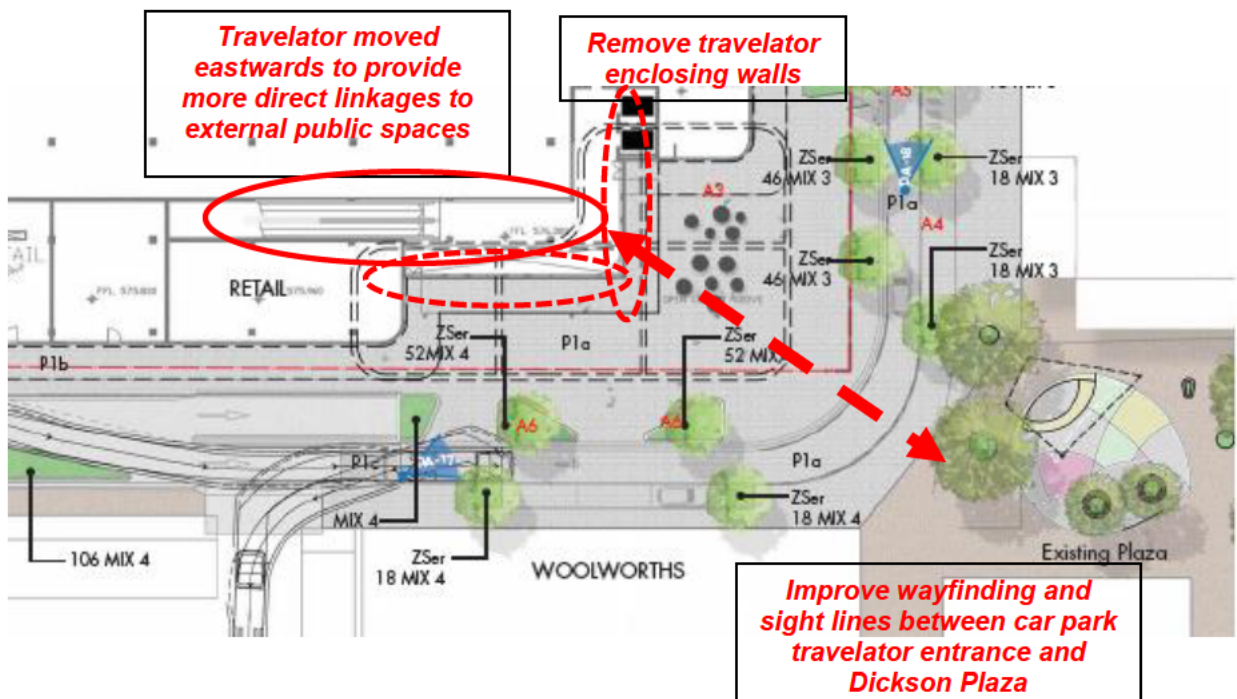 Travelator moved
eastwards to provide
more direct linkages to
external public spaces
Remove travelator
enclosing walls
A5
ZSer
46 MIX 3
ZSer
18 MIX 3
P1a
A3
A4
ZSer
46 MIX 3
ZSer
18 MIX 3
RETAIL
P1b
ZSer
52MIX 4
P1a
ZSer
52 MIX
A6
A6
P1a
MIX 4
ZSer
18 MIX 4
106 MIX 4
ZSer
18 MIX 4
WOOLWORTHS
Existing Plaza
Improve wayfinding and
sight lines between car park
travelator entrance and
Dickson Plaza